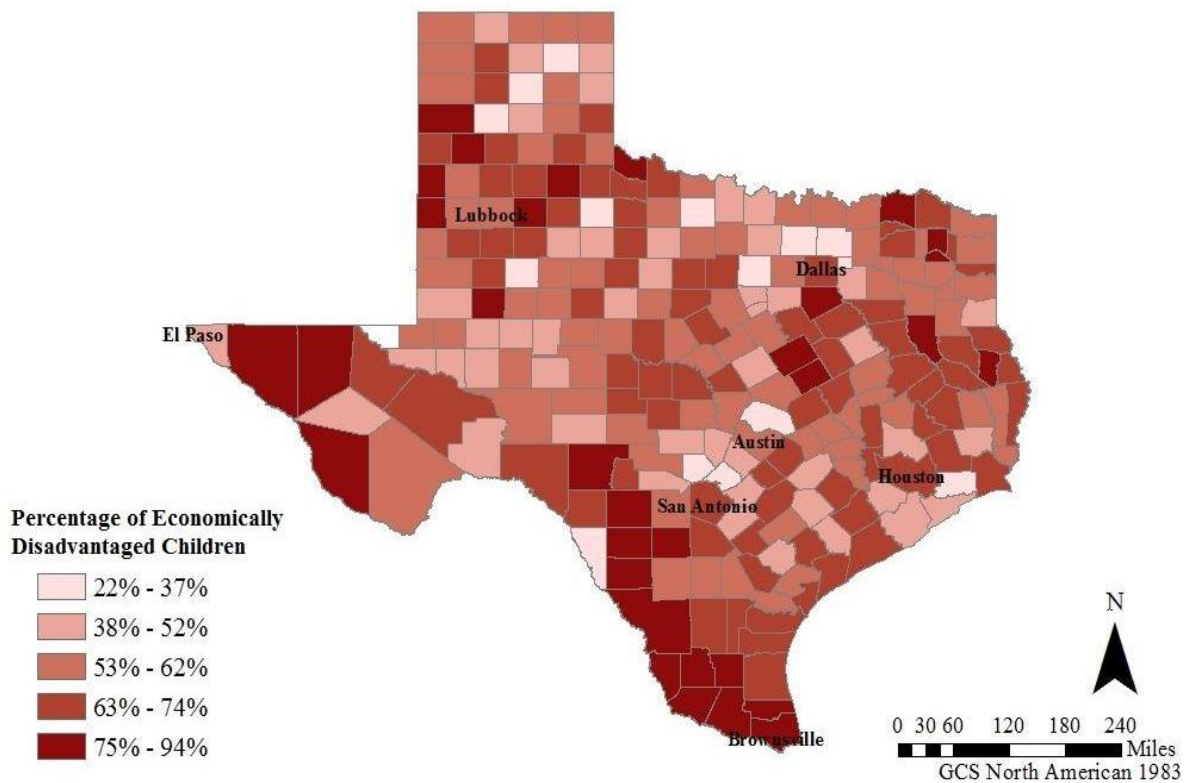 Lubbock
Dallas
El Paso
Austin
Houston
San Antonio
Brownsville
Percentage of Economically
Disadvantaged Children
22% - 37%
38% - 52%
53% - 62%
63% - 74%
75% - 94%
N
0 30 60 120 180 240
Miles
GCS North American 1983